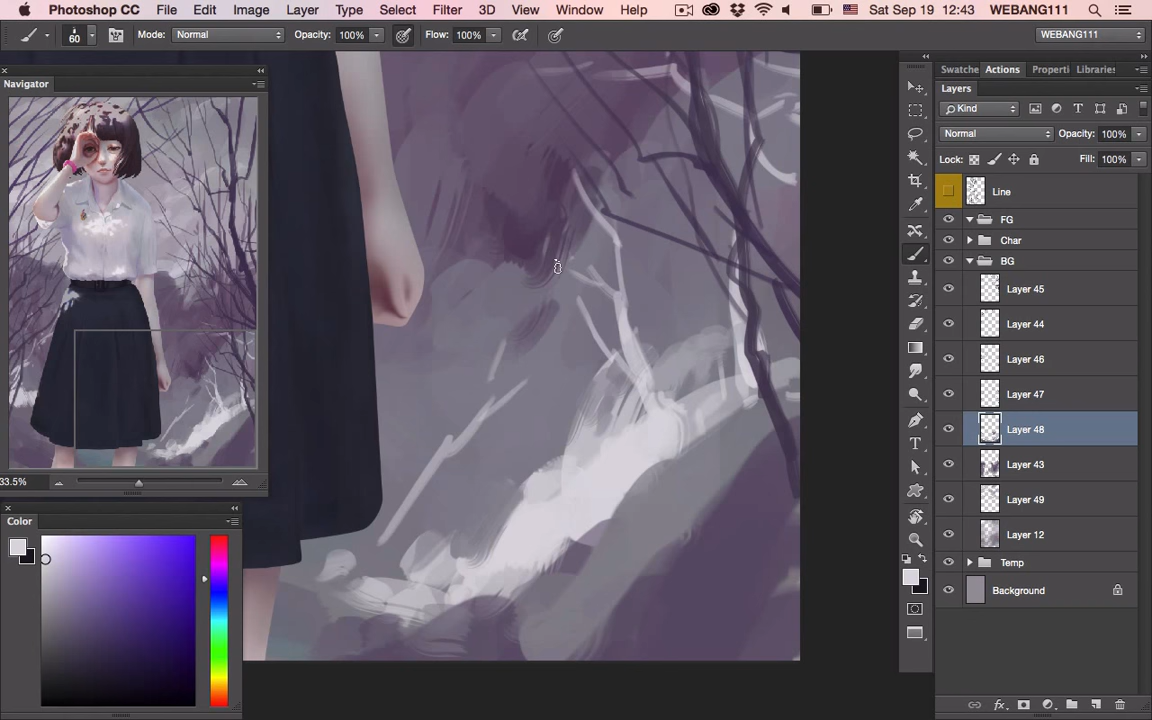 Photoshop CC File Edit Image Layer Type Select Filter 3D View Window Help Sat Sep 19 12:43 WEBANG111
60 Mode: Normal Opacity: 100% Flow: 100% WEBANG111
Navigator
33.5%
Color
Swatche Actions Properti Libraries
Layers
Kind
Normal Opacity: 100%
Lock: Fill: 100%
Line
FG
Char
BG
Layer 45
Layer 44
Layer 46
Layer 47
Layer 48
Layer 43
Layer 49
Layer 12
Temp
Background